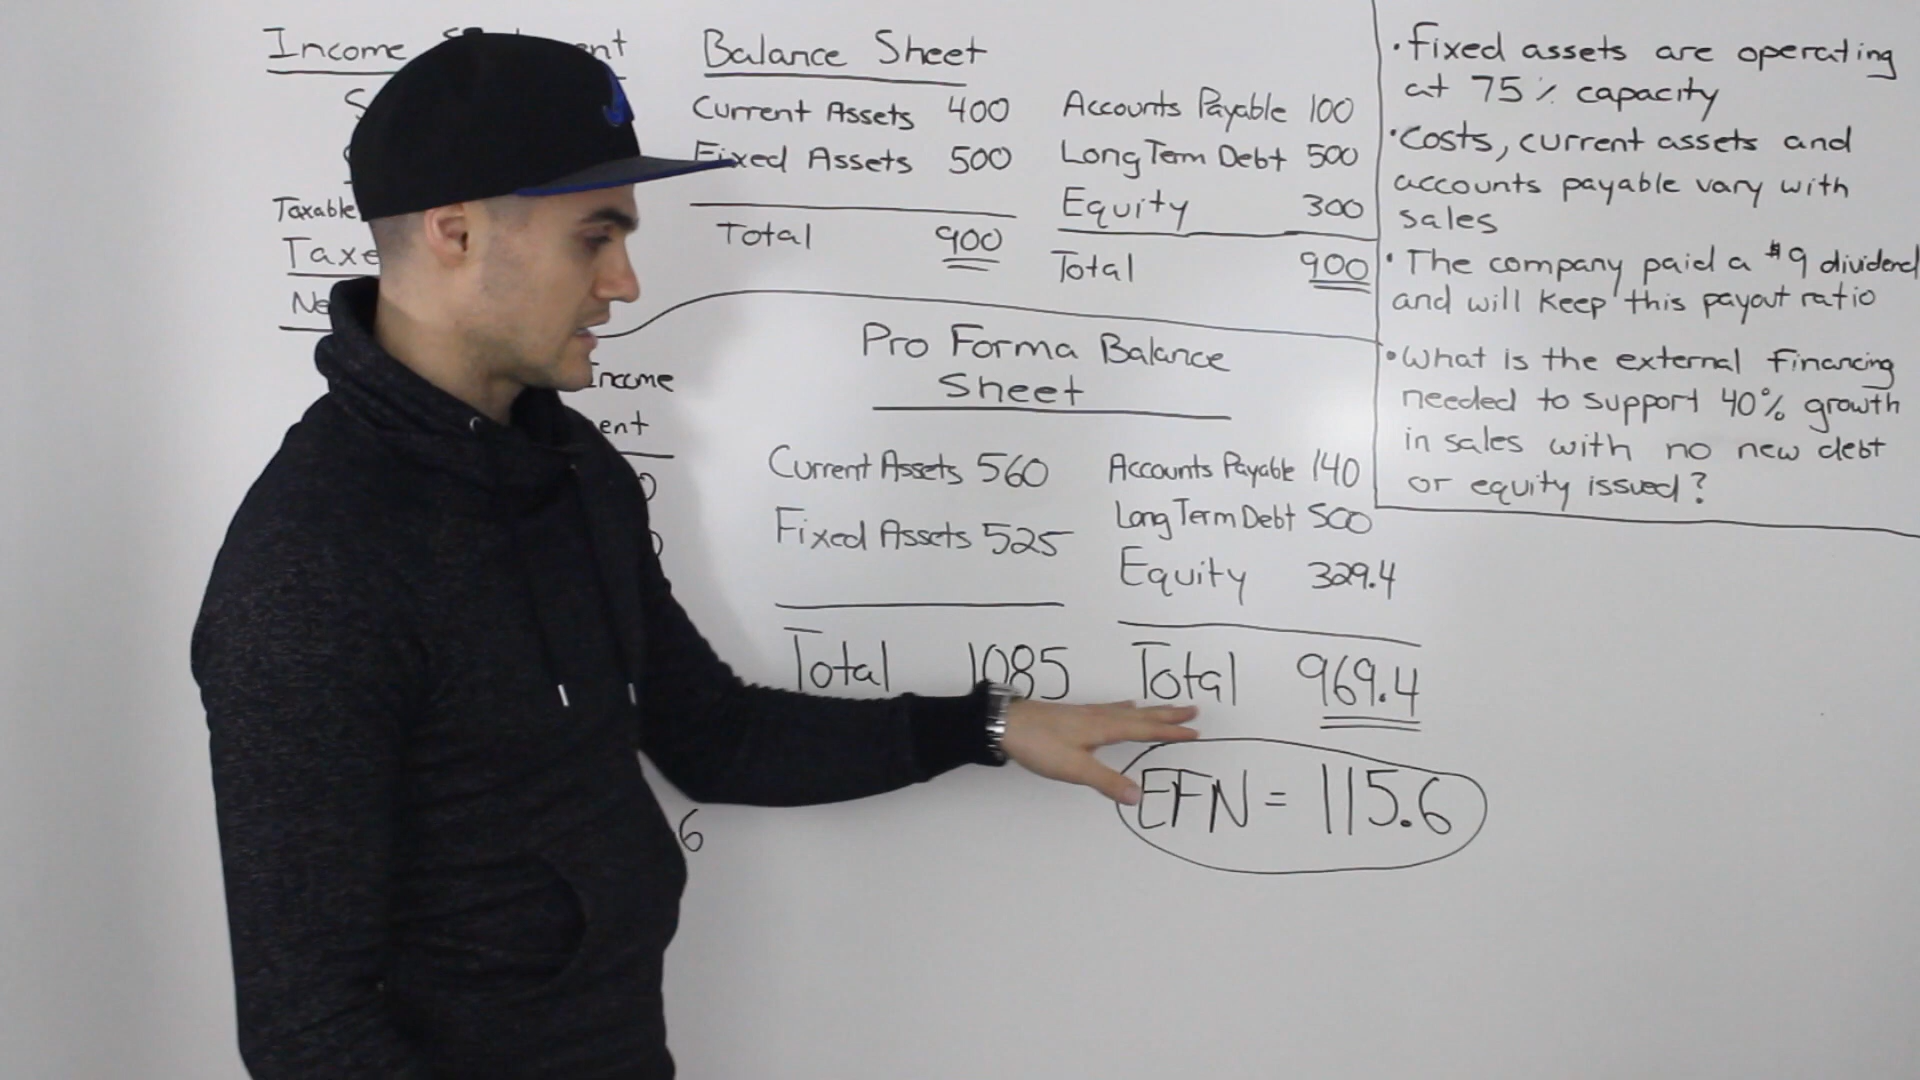 Income
Taxable
Balance Sheet
Current Assets 400
Fixed Assets 500
Total 900
Accounts Payable 100
Long Term Debt 500
Equity 300
Total 900
• Fixed assets are operating
at 75% capacity
• Costs, current assets and
accounts payable vary with
sales
• The company paid a $9 dividend
and will keep this payout ratio
• What is the external financing
needed to support 40% growth
in sales with no new debt
or equity issued?
Income
Pro Forma Balance
Sheet
Current Assets 560
Fixed Assets 525
Total 1085
Accounts Payable 140
Long Term Debt 500
Equity 329.4
Total 969.4
EFN = 115.6
6